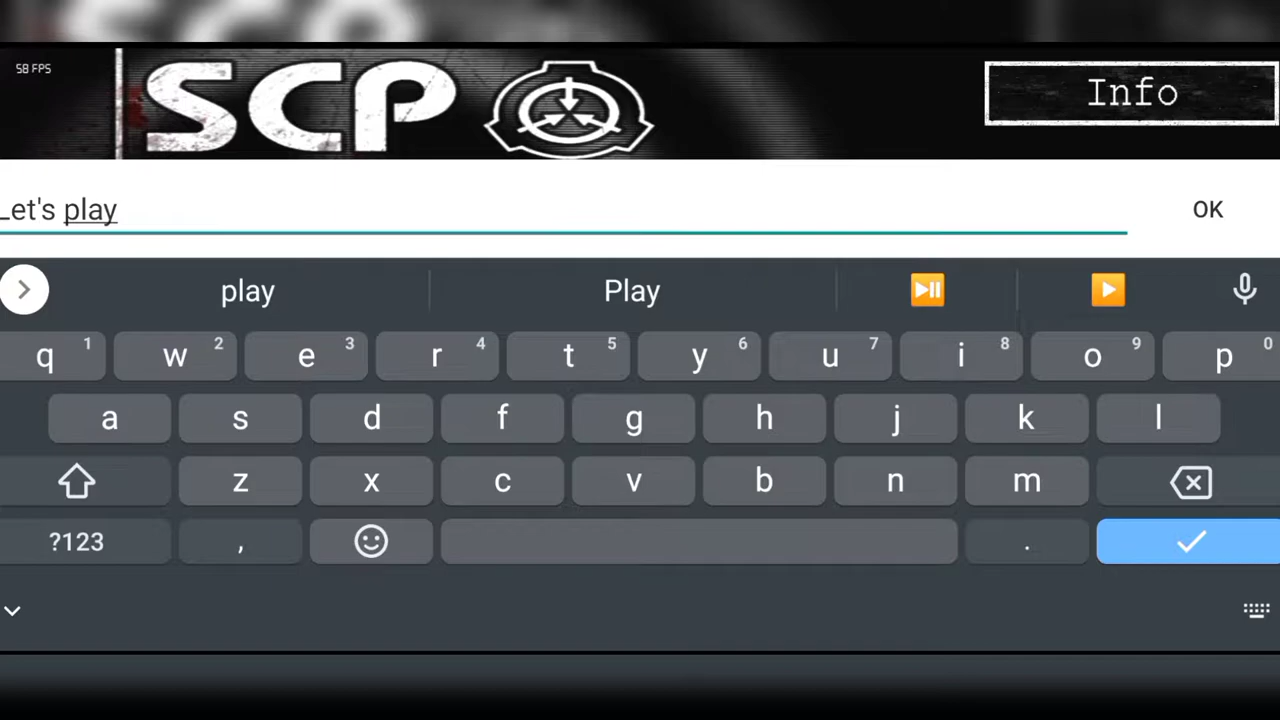 58 FPS
SCP
Info
Let's play
OK
play Play
q 1 w 2 e 3 r 4 t 5 y 6 u 7 i 8 o 9 p 0
a s d f g h j k l
z x c v b n m
?123 , .